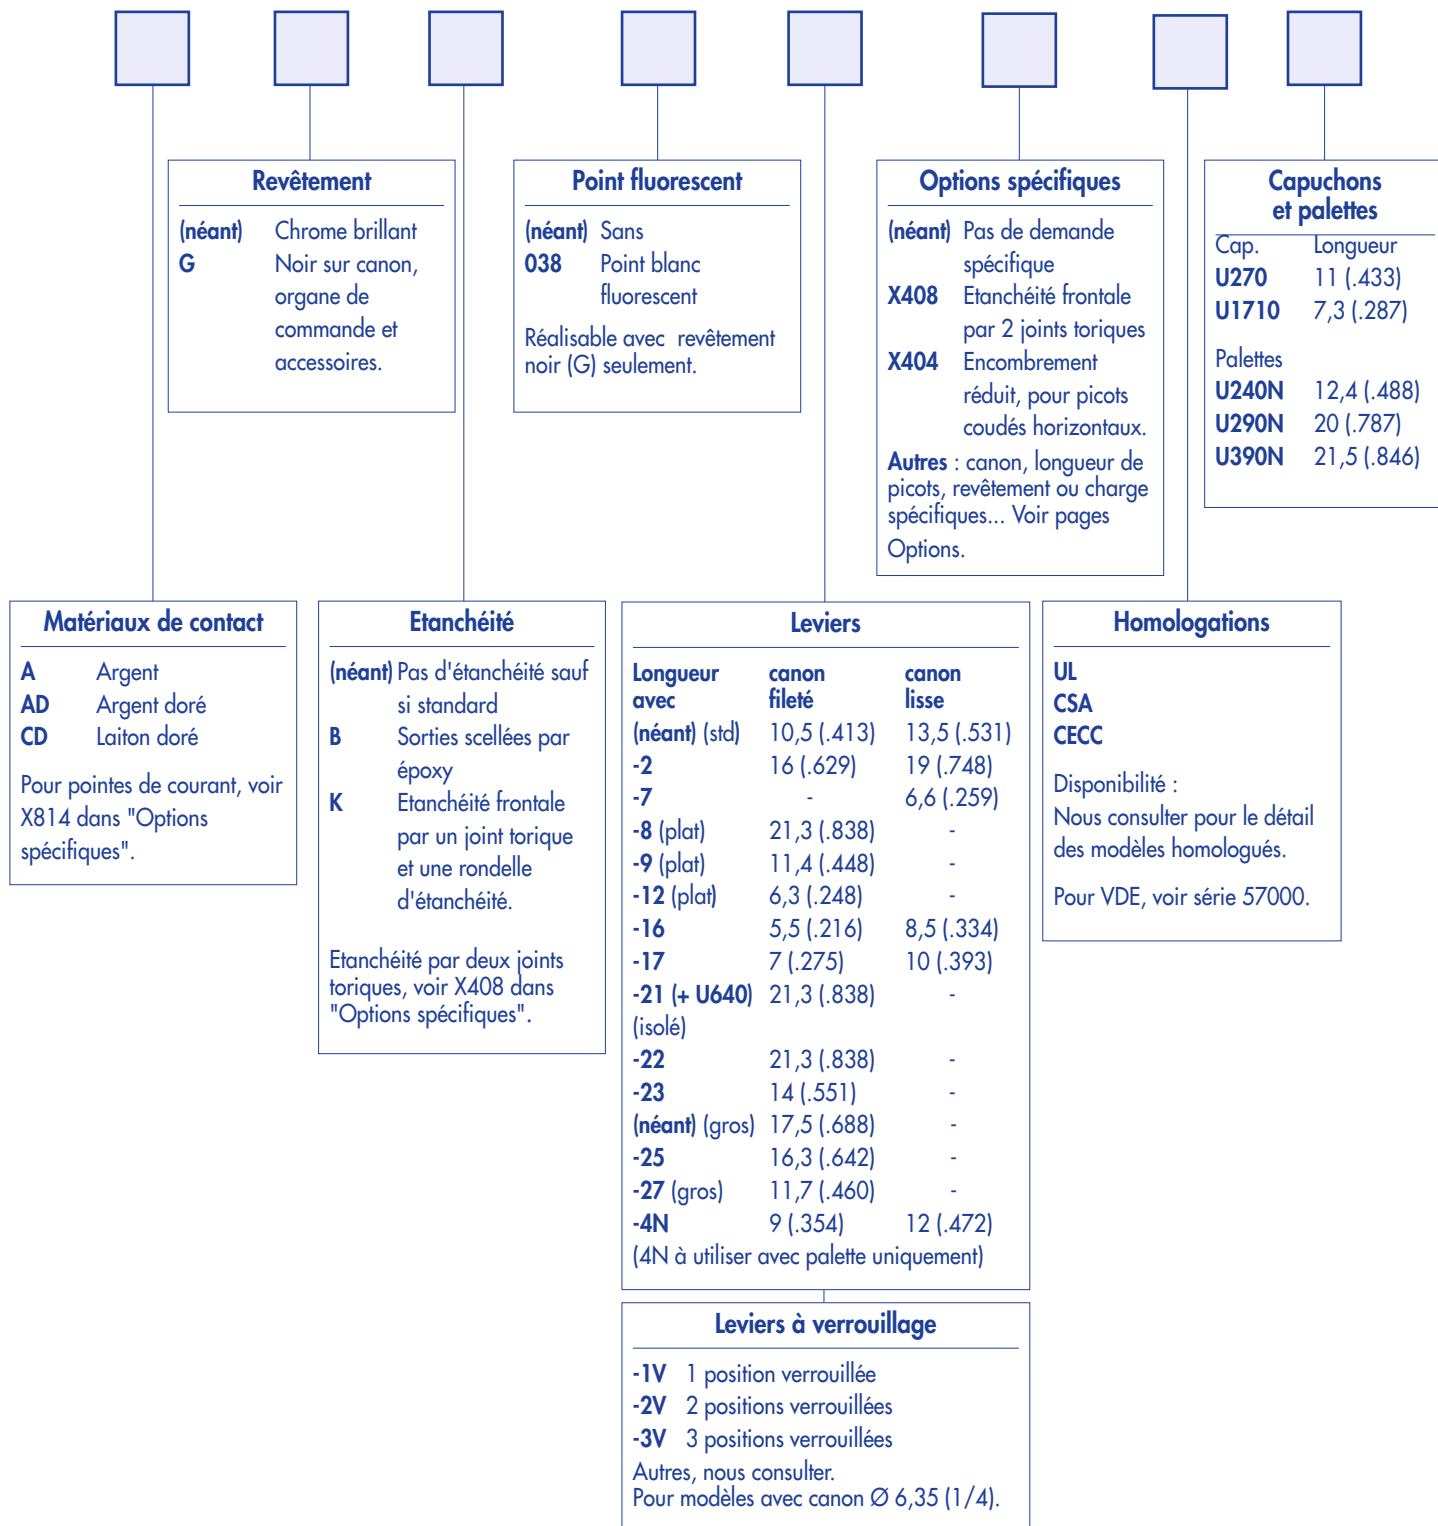 Revêtement
(néant) Chrome brillant
G Noir sur canon,
organe de
commande et
accessoires.
Point fluorescent
(néant) Sans
038 Point blanc
fluorescent
Réalisable avec revêtement
noir (G) seulement.
Options spécifiques
(néant) Pas de demande
spécifique
X408 Etanchéité frontale
par 2 joints toriques
X404 Encombrement
réduit, pour picots
coudés horizontaux.
Autres : canon, longueur de
picots, revêtement ou charge
spécifiques... Voir pages
Options.
Capuchons
et palettes
Cap. Longueur
U270 11 (.433)
U1710 7,3 (.287)
Palettes
U240N 12,4 (.488)
U290N 20 (.787)
U390N 21,5 (.846)
Matériaux de contact
A Argent
AD Argent doré
CD Laiton doré
Pour pointes de courant, voir
X814 dans "Options
spécifiques".
Etanchéité
(néant) Pas d'étanchéité sauf
si standard
B Sorties scellées par
époxy
K Etanchéité frontale
par un joint torique
et une rondelle
d'étanchéité.
Etanchéité par deux joints
toriques, voir X408 dans
"Options spécifiques".
Leviers
Longueur canon canon
avec fileté lisse
(néant) (std) 10,5 (.413) 13,5 (.531)
-2 16 (.629) 19 (.748)
-7 - 6,6 (.259)
-8 (plat) 21,3 (.838) -
-9 (plat) 11,4 (.448) -
-12 (plat) 6,3 (.248) -
-16 5,5 (.216) 8,5 (.334)
-17 7 (.275) 10 (.393)
-21 (+ U640) 21,3 (.838) -
(isolé)
-22 21,3 (.838) -
-23 14 (.551) -
(néant) (gros) 17,5 (.688) -
-25 16,3 (.642) -
-27 (gros) 11,7 (.460) -
-4N 9 (.354) 12 (.472)
(4N à utiliser avec palette uniquement)
Homologations
UL
CSA
CECC
Disponibilité :
Nous consulter pour le détail
des modèles homologués.
Pour VDE, voir série 57000.
Leviers à verrouillage
-1V 1 position verrouillée
-2V 2 positions verrouillées
-3V 3 positions verrouillées
Autres, nous consulter.
Pour modèles avec canon Ø 6,35 (1/4).